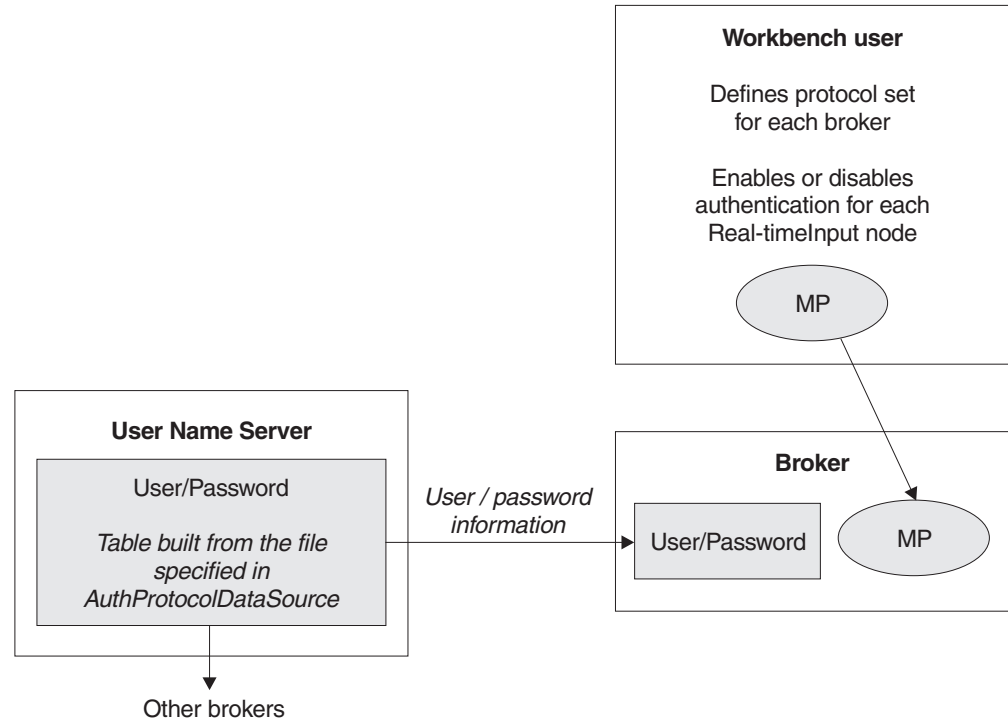 Workbench user
Defines protocol set
for each broker
Enables or disables
authentication for each
Real-timeInput node
MP
User Name Server
User/Password
Table built from the file
specified in
AuthProtocolDataSource
User / password
information
Broker
User/Password
MP
Other brokers